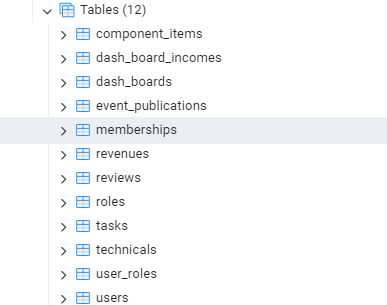 Tables (12)
component_items
dash_board_incomes
dash_boards
event_publications
memberships
revenues
reviews
roles
tasks
technicals
user_roles
users